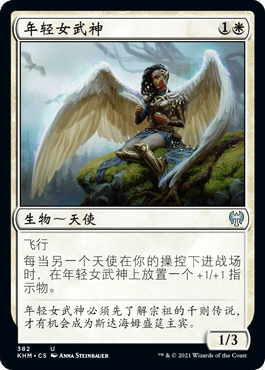 年轻女武神
1
生物～天使
飞行
每当另一个天使在你的操控下进战场
时，在年轻女武神上放置一个 +1/+1 指
示物。
年轻女武神必须先了解宗祖的千则传说，
才有机会成为斯达海姆盛筵主宾。
1/3
382 U
KHM • CS Anna Steinbauer
™ & © 2021 Wizards of the Coast